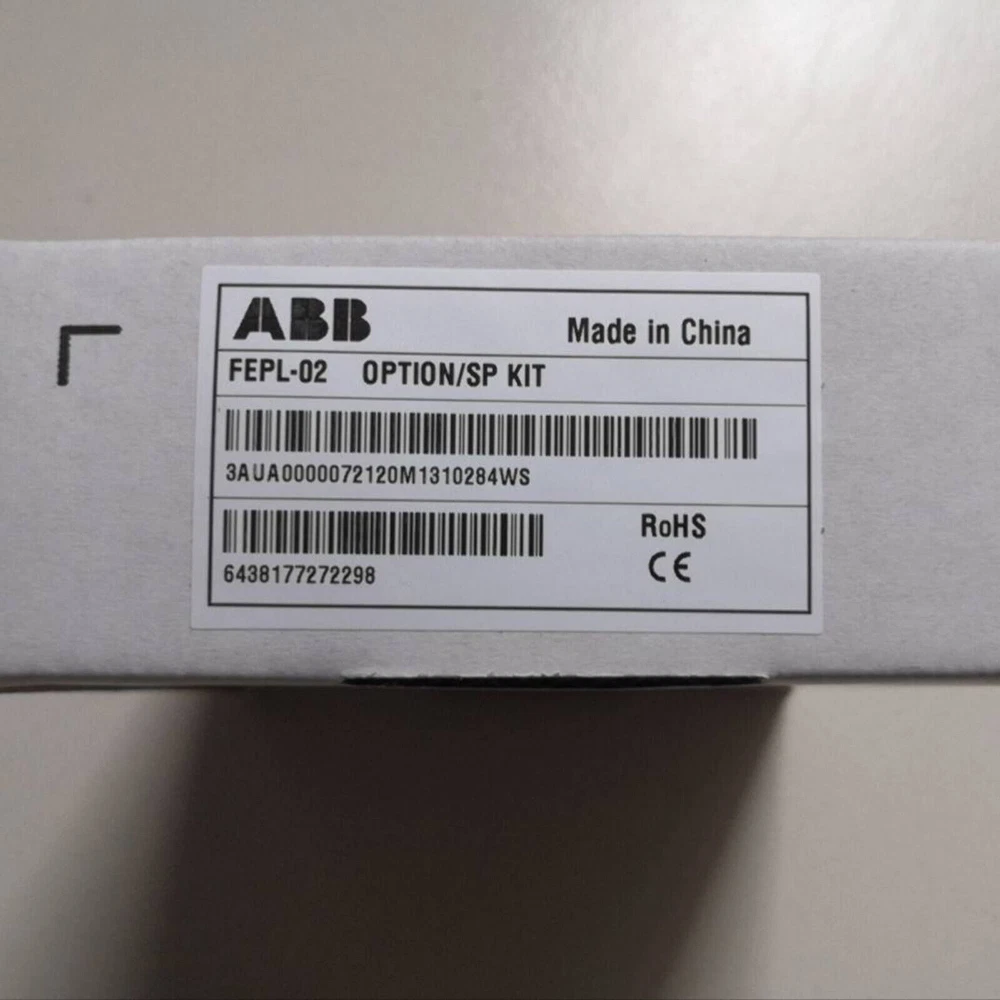 ABB
Made in China
FEPL-02 OPTION/SP KIT
3AUA0000072120M1310284WS
RoHS
CE
6438177272298